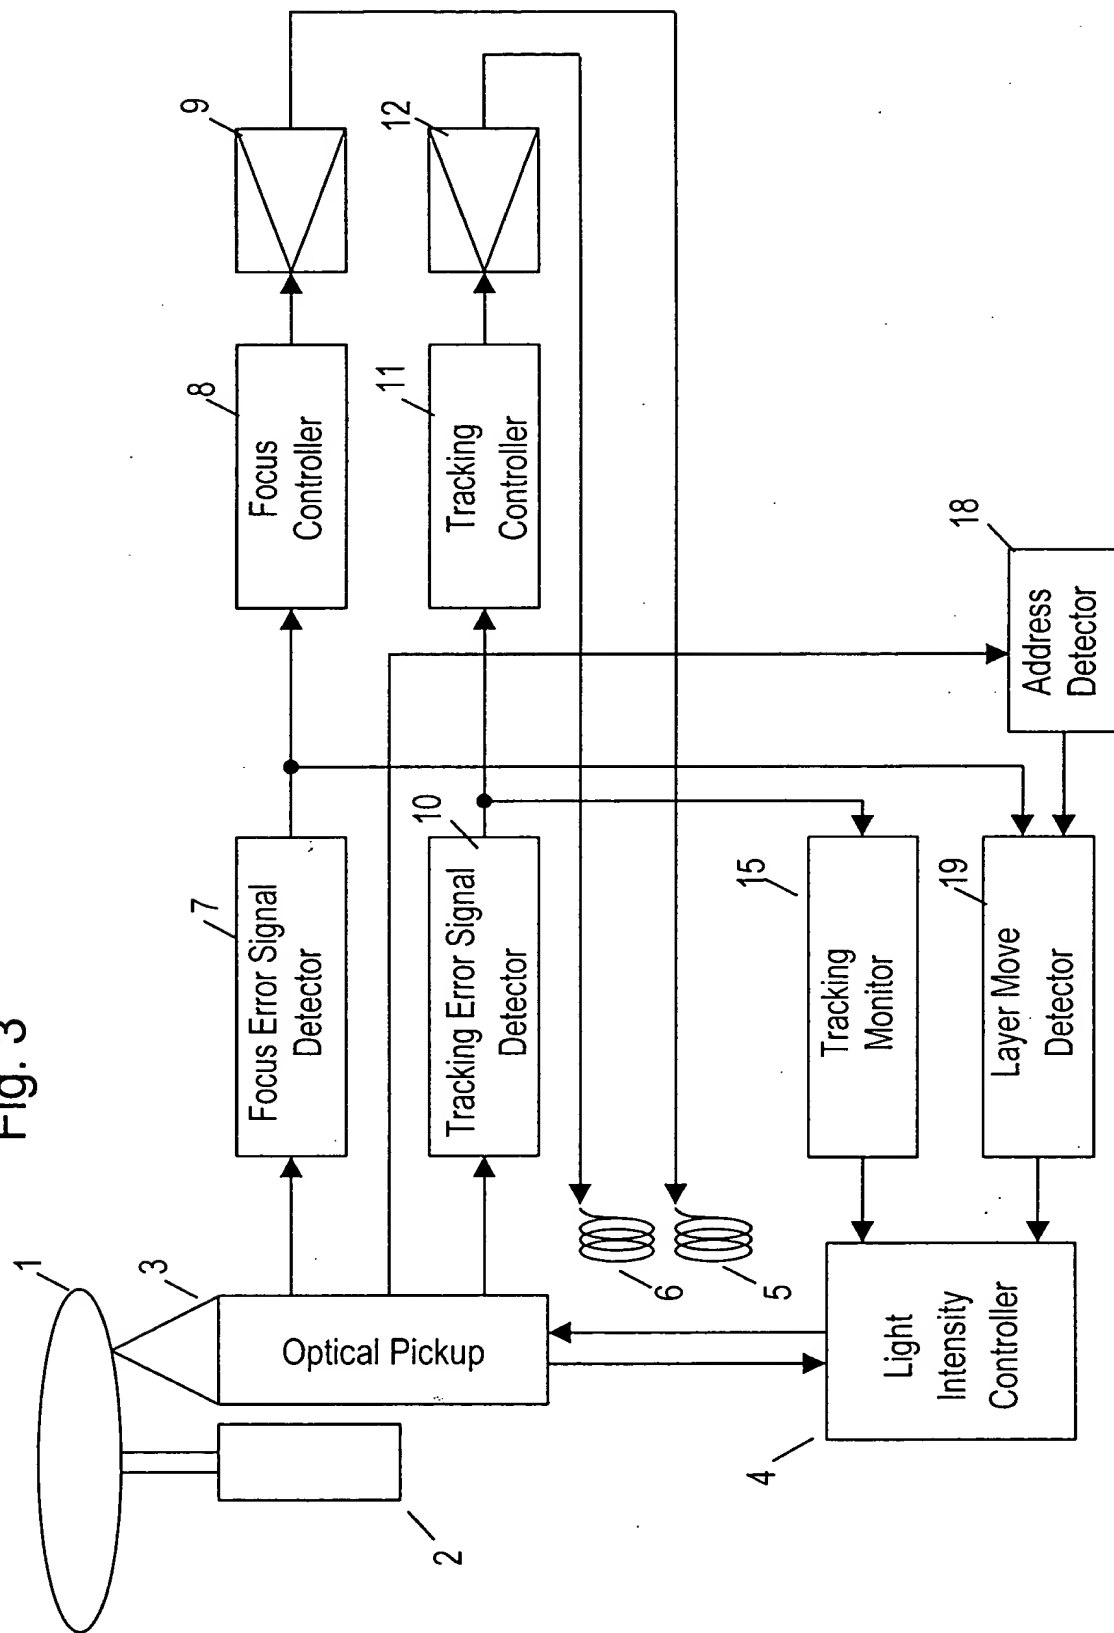 Fig. 3
1
3
Optical Pickup
2
7
Focus Error Signal
Detector
8
Focus
Controller
9
10
Tracking Error Signal
Detector
11
Tracking
Controller
12
6
5
4
Light
Intensity
Controller
15
Tracking
Monitor
19
Layer Move
Detector
18
Address
Detector